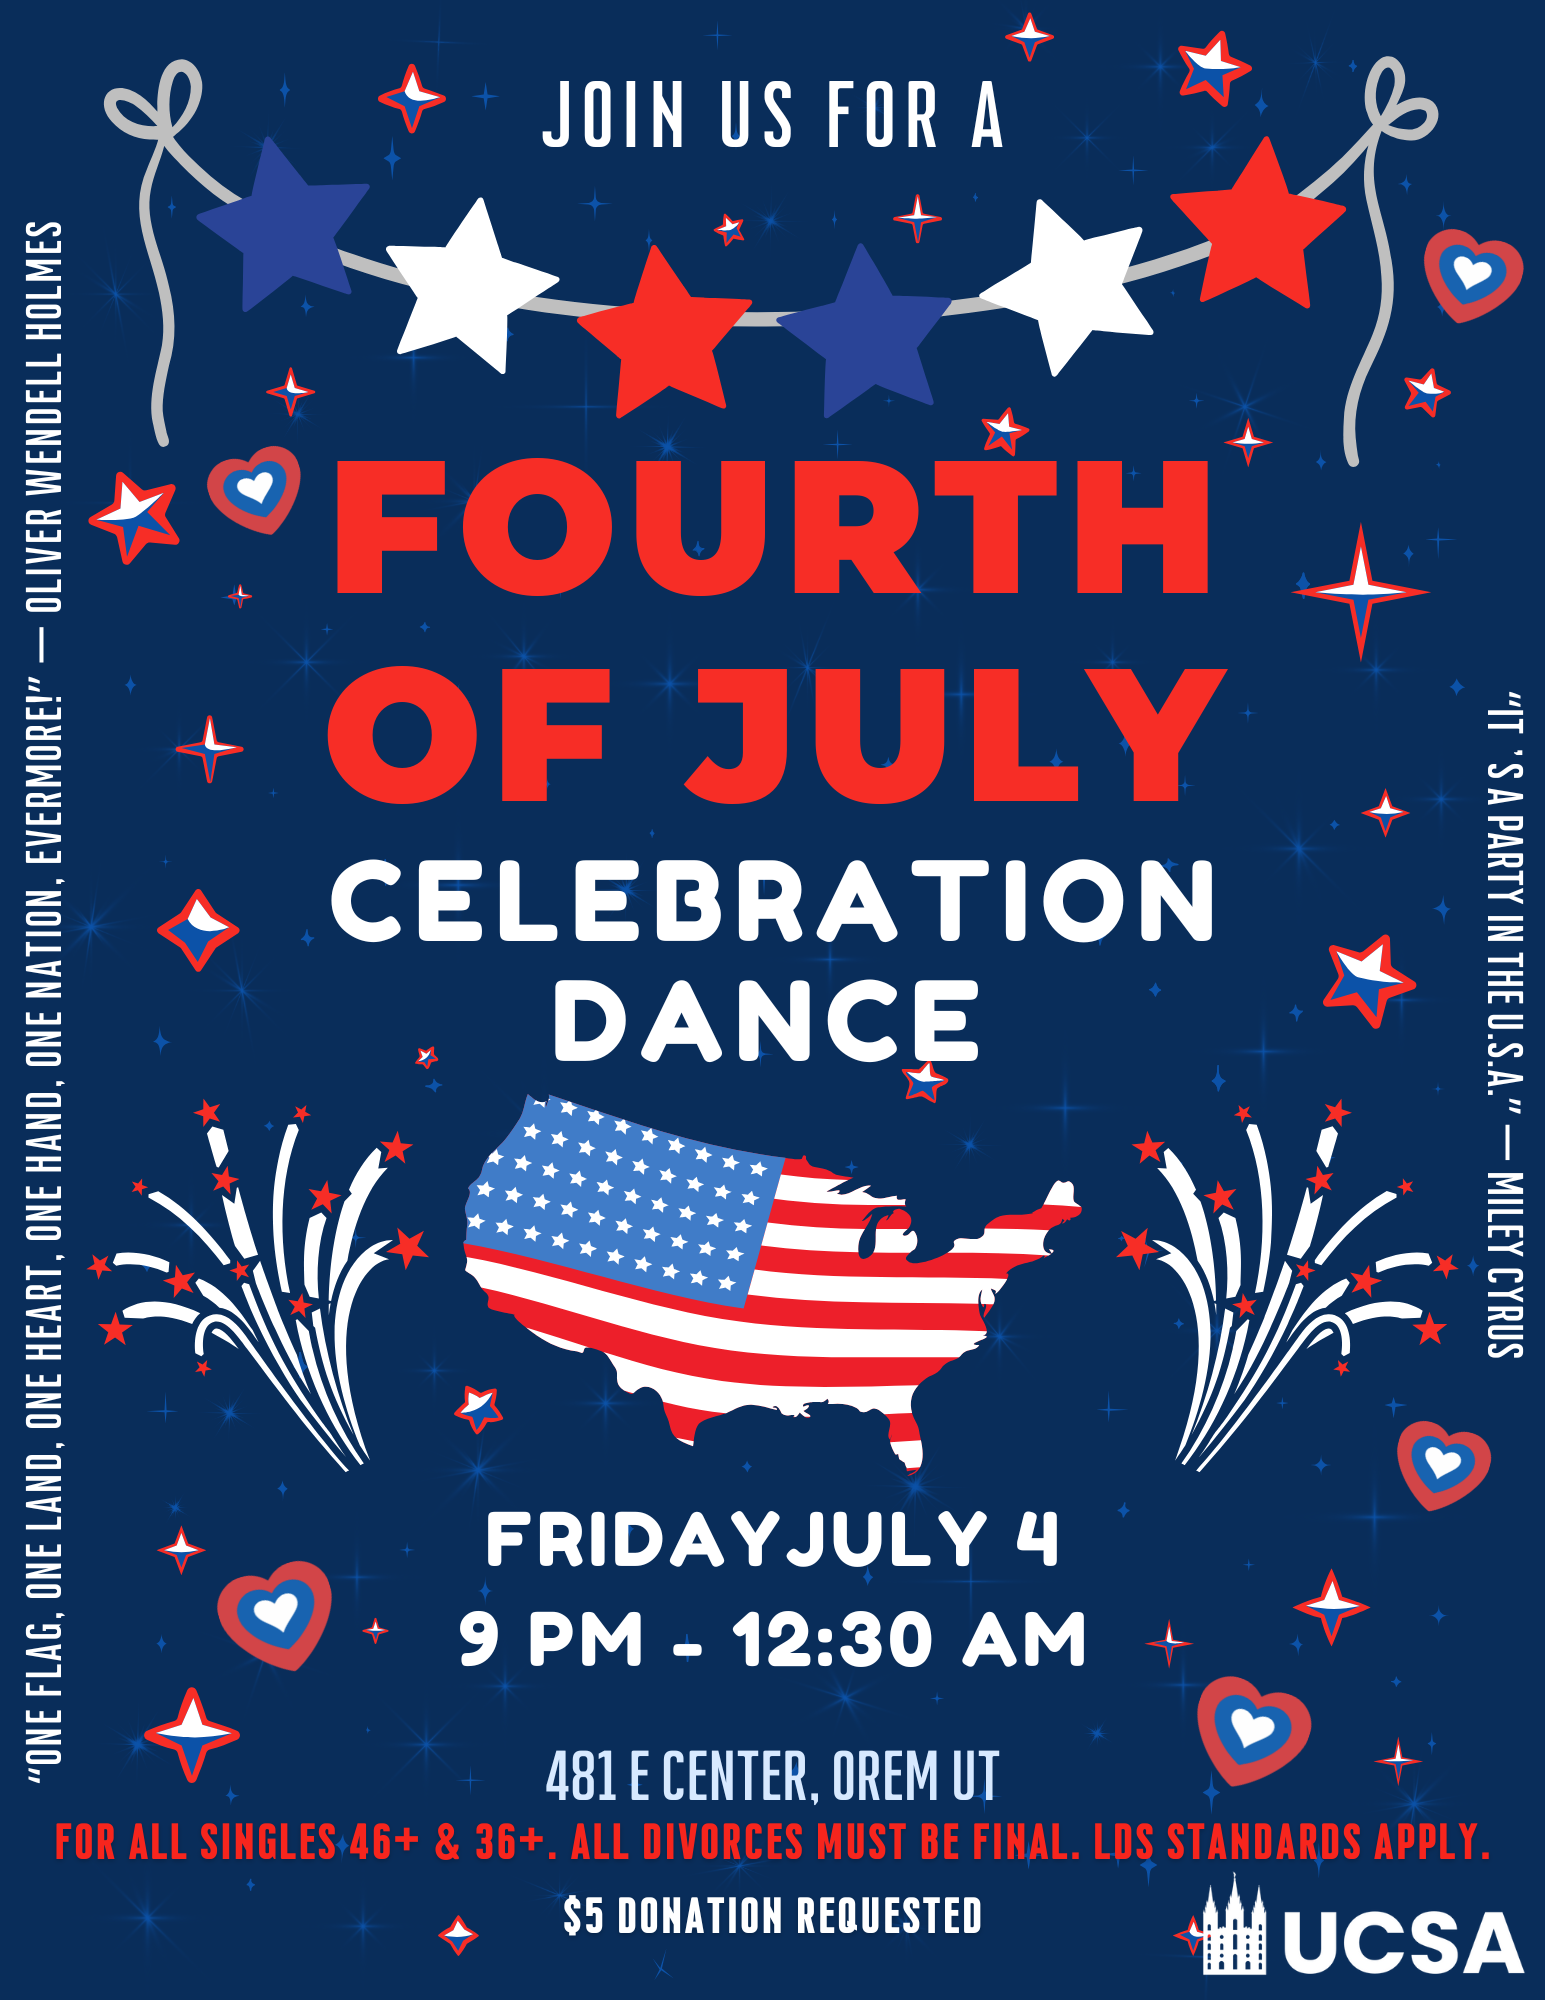 JOIN US FOR A
FOURTH
OF JULY
CELEBRATION
DANCE
"ONE FLAG, ONE LAND, ONE HEART, ONE HAND, ONE NATION, EVERMORE!" — OLIVER WENDELL HOLMES
"IT 'S A PARTY IN THE U.S.A." — MILEY CYRUS
FRIDAYJULY 4
9 PM - 12:30 AM
481 E CENTER, OREM UT
FOR ALL SINGLES 46+ & 36+. ALL DIVORCES MUST BE FINAL. LDS STANDARDS APPLY.
$5 DONATION REQUESTED
UCSA